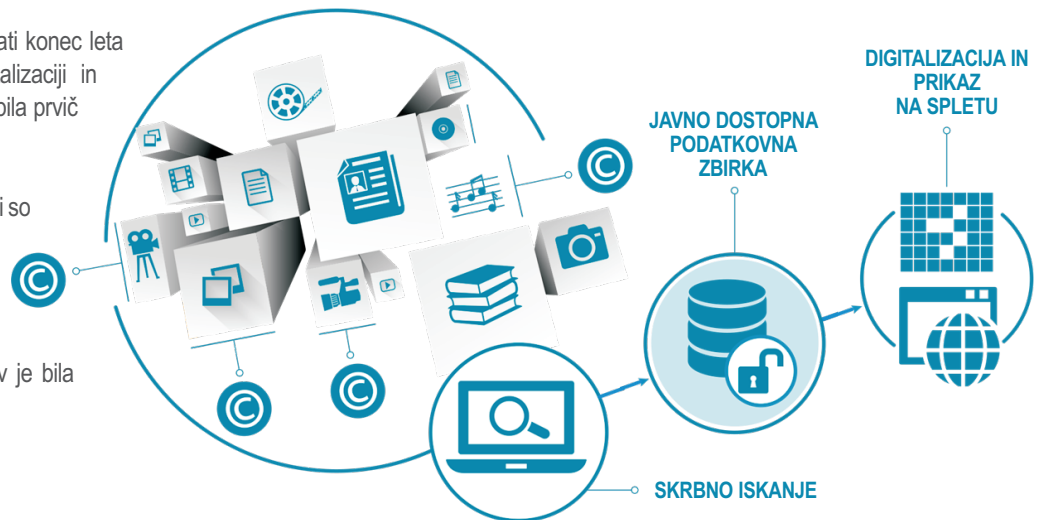 ati konec leta
alizaciji in
bila prvič
i so
v je bila
DIGITALIZACIJA IN
PRIKAZ
NA SPLETU
JAVNO DOSTOPNA
PODATKOVNA
ZBIRKA
©
©
©
©
SKRBNO ISKANJE